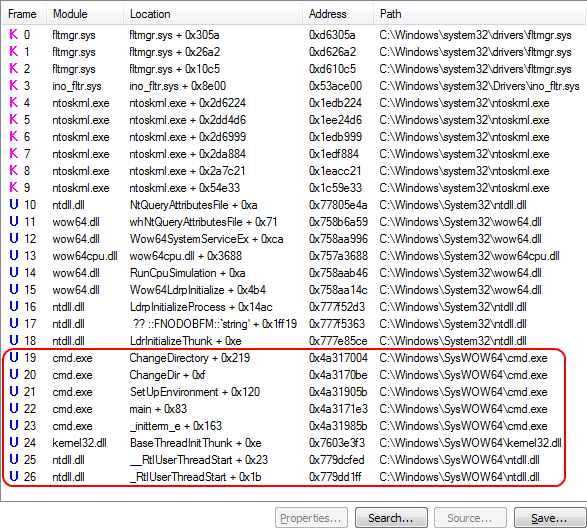 Frame Module Location Address Path
K 0 fltmgr.sys fltmgr.sys + 0x305a 0xd6305a C:\Windows\system32\drivers\fltmgr.sys
K 1 fltmgr.sys fltmgr.sys + 0x26a2 0xd626a2 C:\Windows\system32\drivers\fltmgr.sys
K 2 fltmgr.sys fltmgr.sys + 0x10c5 0xd610c5 C:\Windows\system32\drivers\fltmgr.sys
K 3 ino_fltr.sys ino_fltr.sys + 0x8e00 0x53ace00 C:\Windows\System32\Drivers\ino_fltr.sys
K 4 ntoskrnl.exe ntoskrnl.exe + 0x2d6224 0x1edb224 C:\Windows\system32\ntoskrnl.exe
K 5 ntoskrnl.exe ntoskrnl.exe + 0x2dd4d6 0x1ee24d6 C:\Windows\system32\ntoskrnl.exe
K 6 ntoskrnl.exe ntoskrnl.exe + 0x2d6999 0x1edb999 C:\Windows\system32\ntoskrnl.exe
K 7 ntoskrnl.exe ntoskrnl.exe + 0x2da884 0x1edf884 C:\Windows\system32\ntoskrnl.exe
K 8 ntoskrnl.exe ntoskrnl.exe + 0x2a7c21 0x1eacc21 C:\Windows\system32\ntoskrnl.exe
K 9 ntoskrnl.exe ntoskrnl.exe + 0x54e33 0x1c59e33 C:\Windows\system32\ntoskrnl.exe
U 10 ntdll.dll NtQueryAttributesFile + 0xa 0x77805e4a C:\Windows\System32\ntdll.dll
U 11 wow64.dll whNtQueryAttributesFile + 0x71 0x758b6a59 C:\Windows\System32\wow64.dll
U 12 wow64.dll Wow64SystemServiceEx + 0xca 0x758aa996 C:\Windows\System32\wow64.dll
U 13 wow64cpu.dll wow64cpu.dll + 0x3688 0x757a3688 C:\Windows\System32\wow64cpu.dll
U 14 wow64.dll RunCpuSimulation + 0xa 0x758aab46 C:\Windows\System32\wow64.dll
U 15 wow64.dll Wow64LdrpInitialize + 0x4b4 0x758aa14c C:\Windows\System32\wow64.dll
U 16 ntdll.dll LdrpInitializeProcess + 0x14ac 0x777f52d3 C:\Windows\System32\ntdll.dll
U 17 ntdll.dll ?? ::FNODOBFM::`string' + 0x1ff19 0x777f5363 C:\Windows\System32\ntdll.dll
U 18 ntdll.dll LdrInitializeThunk + 0xe 0x777e85ce C:\Windows\System32\ntdll.dll
U 19 cmd.exe ChangeDirectory + 0x219 0x4a317004 C:\Windows\SysWOW64\cmd.exe
U 20 cmd.exe ChangeDir + 0xf 0x4a3170be C:\Windows\SysWOW64\cmd.exe
U 21 cmd.exe SetUpEnvironment + 0x120 0x4a31905b C:\Windows\SysWOW64\cmd.exe
U 22 cmd.exe main + 0x83 0x4a3171e3 C:\Windows\SysWOW64\cmd.exe
U 23 cmd.exe _initterm_e + 0x163 0x4a31985b C:\Windows\SysWOW64\cmd.exe
U 24 kernel32.dll BaseThreadInitThunk + 0xe 0x7603e3f3 C:\Windows\SysWOW64\kernel32.dll
U 25 ntdll.dll __RtlUserThreadStart + 0x23 0x779dcfed C:\Windows\SysWOW64\ntdll.dll
U 26 ntdll.dll _RtlUserThreadStart + 0x1b 0x779dd1ff C:\Windows\SysWOW64\ntdll.dll
Properties... Search... Source... Save...